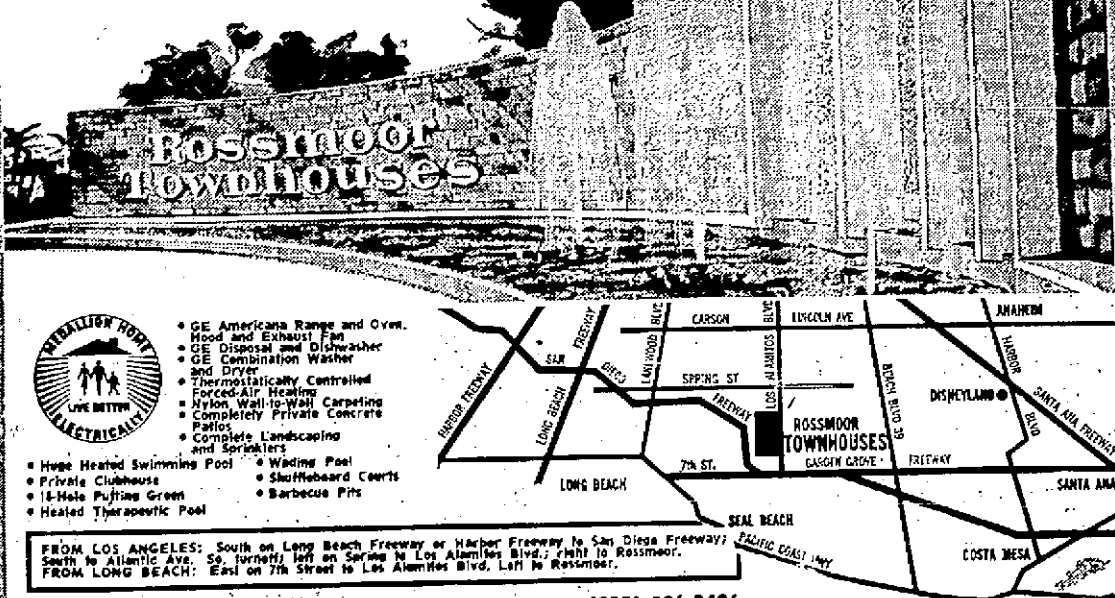 Rossmoor
Townhouses
MEDALLION HOME
LIVE BETTER
ELECTRICALLY
• GE Americana Range and Oven,
Hood and Exhaust Fan
• GE Disposal and Dishwasher
• GE Combination Washer
and Dryer
• Thermostatically Controlled
Forced-Air Heating
• Nylon Wall-to-Wall Carpeting
• Completely Private Concrete
Patios
• Complete Landscaping
and Sprinklers
• Huge Heated Swimming Pool
• Private Clubhouse
• 18-Hole Putting Green
• Heated Therapeutic Pool
• Wading Pool
• Shuffleboard Courts
• Barbecue Pits
HARBOR FREEWAY
LONG BEACH FREEWAY
SAN DIEGO FREEWAY
LAKEWOOD BLVD
CARSON
LINCOLN AVE
ANAHEIM
SPRING ST
LOS ALAMITOS BLVD
BEACH BLVD 39
HARBOR BLVD
DISNEYLAND
SANTA ANA FREEWAY
ROSSMOOR
TOWNHOUSES
7th ST.
GARDEN GROVE FREEWAY
LONG BEACH
SANTA ANA
SEAL BEACH
PACIFIC COAST HWY
COSTA MESA
FROM LOS ANGELES: South on Long Beach Freeway or Harbor Freeway to San Diego Freeway;
South to Atlantic Ave. So. turnoff; left on Spring to Los Alamitos Blvd.; right to Rossmoor.
FROM LONG BEACH: East on 7th Street to Los Alamitos Blvd. Left to Rossmoor.